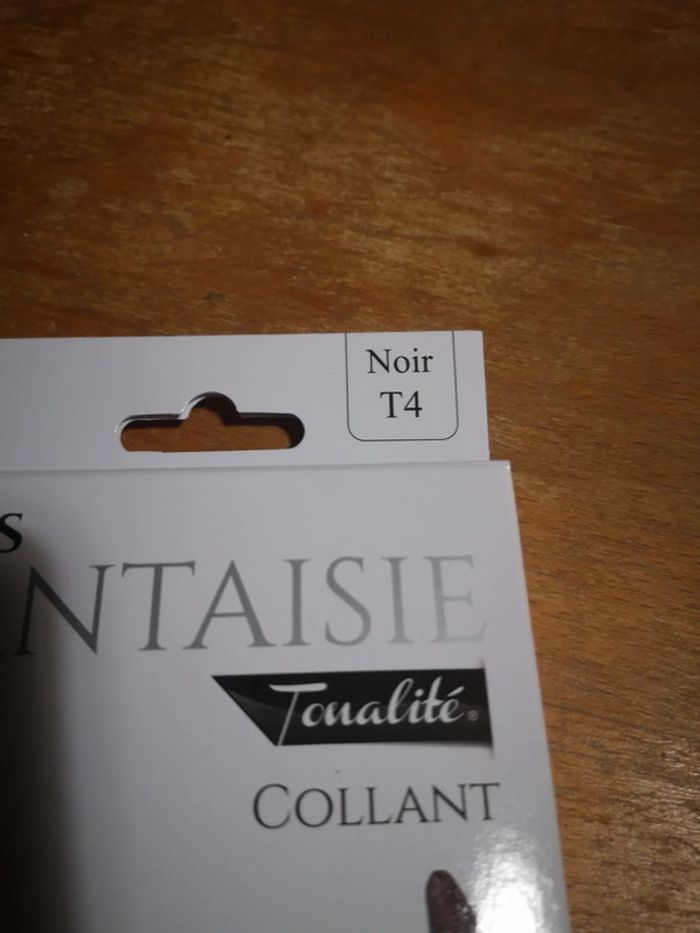 Noir
T4
s
NTAISIE
Tonalité®
COLLANT